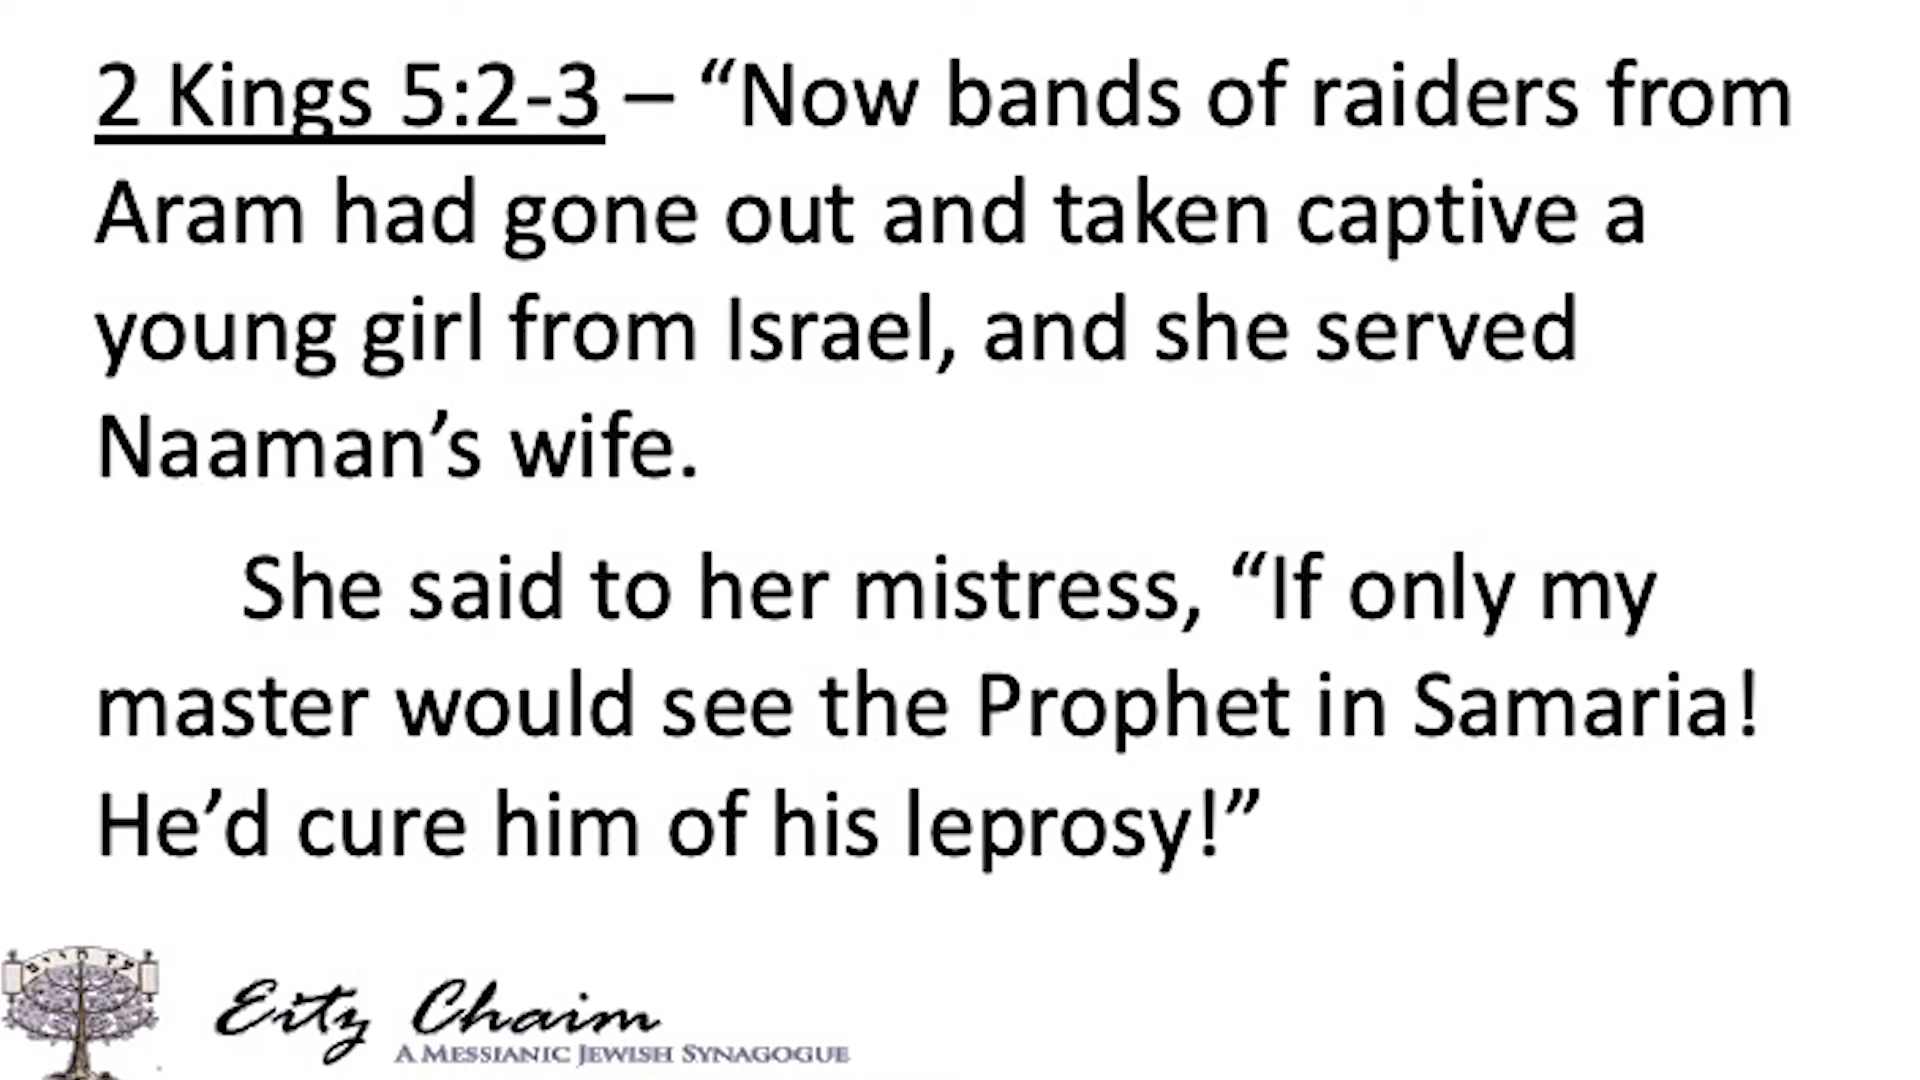 2 Kings 5:2-3 – “Now bands of raiders from
Aram had gone out and taken captive a
young girl from Israel, and she served
Naaman’s wife.
She said to her mistress, “If only my
master would see the Prophet in Samaria!
He’d cure him of his leprosy!”
עץ חיים
Eitz Chaim
A MESSIANIC JEWISH SYNAGOGUE